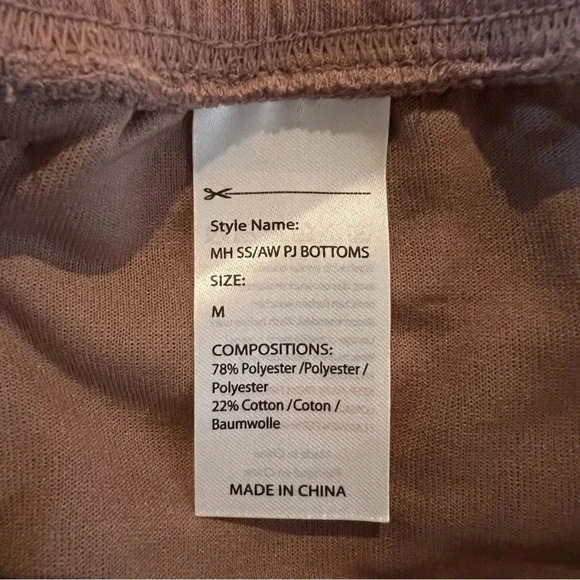 Style Name:
MH SS/AW PJ BOTTOMS
SIZE:
M
COMPOSITIONS:
78% Polyester /Polyester /
Polyester
22% Cotton /Coton /
Baumwolle
MADE IN CHINA